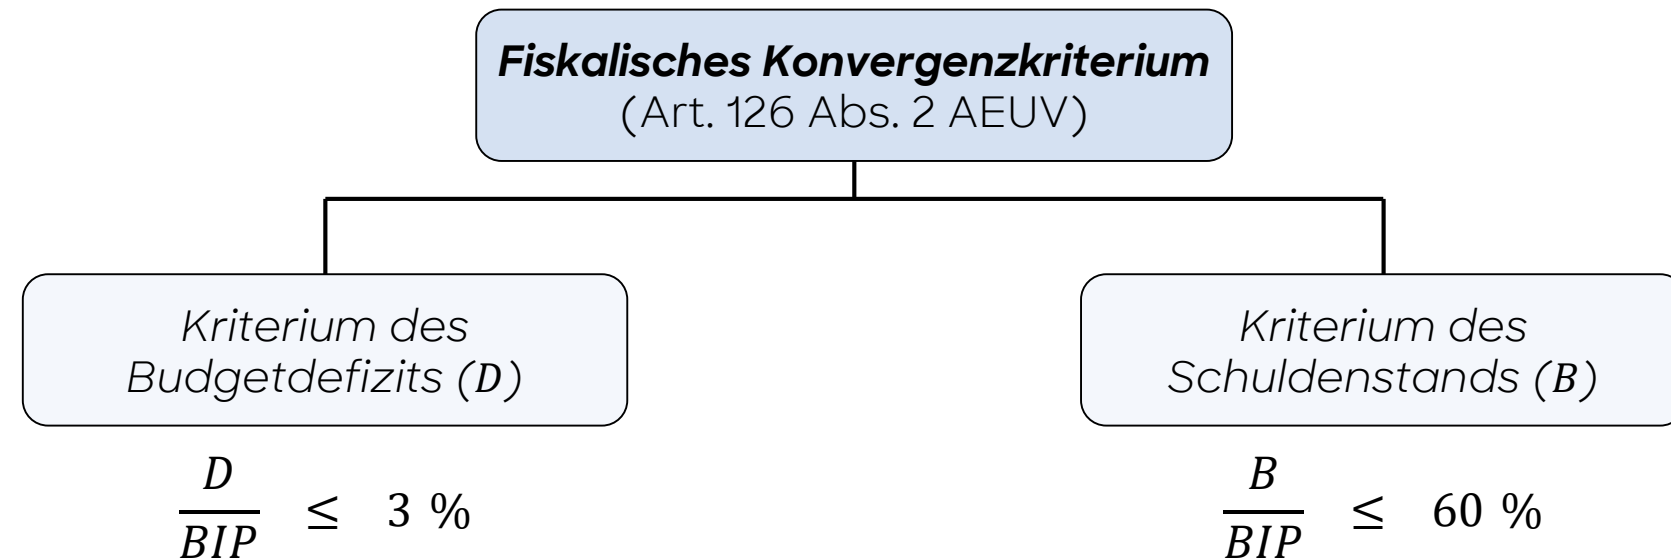 Fiskalisches Konvergenzkriterium
(Art. 126 Abs. 2 AEUV)
Kriterium des
Budgetdefizits (D)
D
BIP
≤ 3 %
Kriterium des
Schuldenstands (B)
B
BIP
≤ 60 %